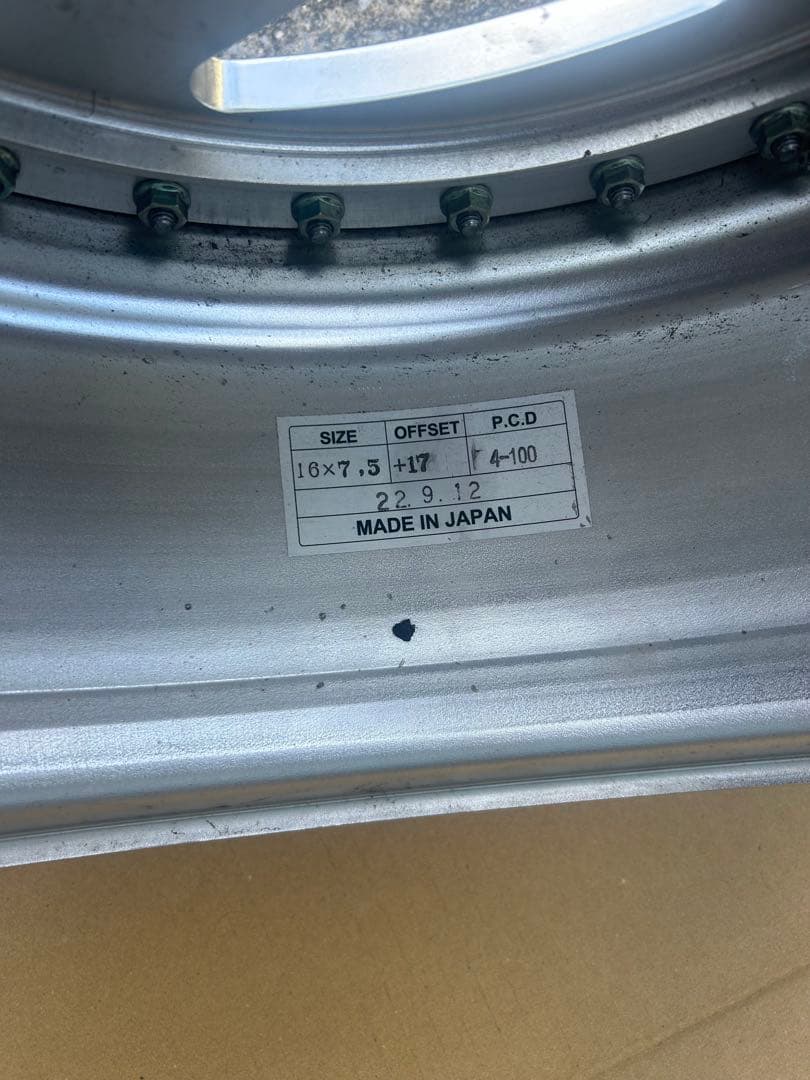 SIZE OFFSET P.C.D
16×7.5 +17 4-100
22.9.12
MADE IN JAPAN